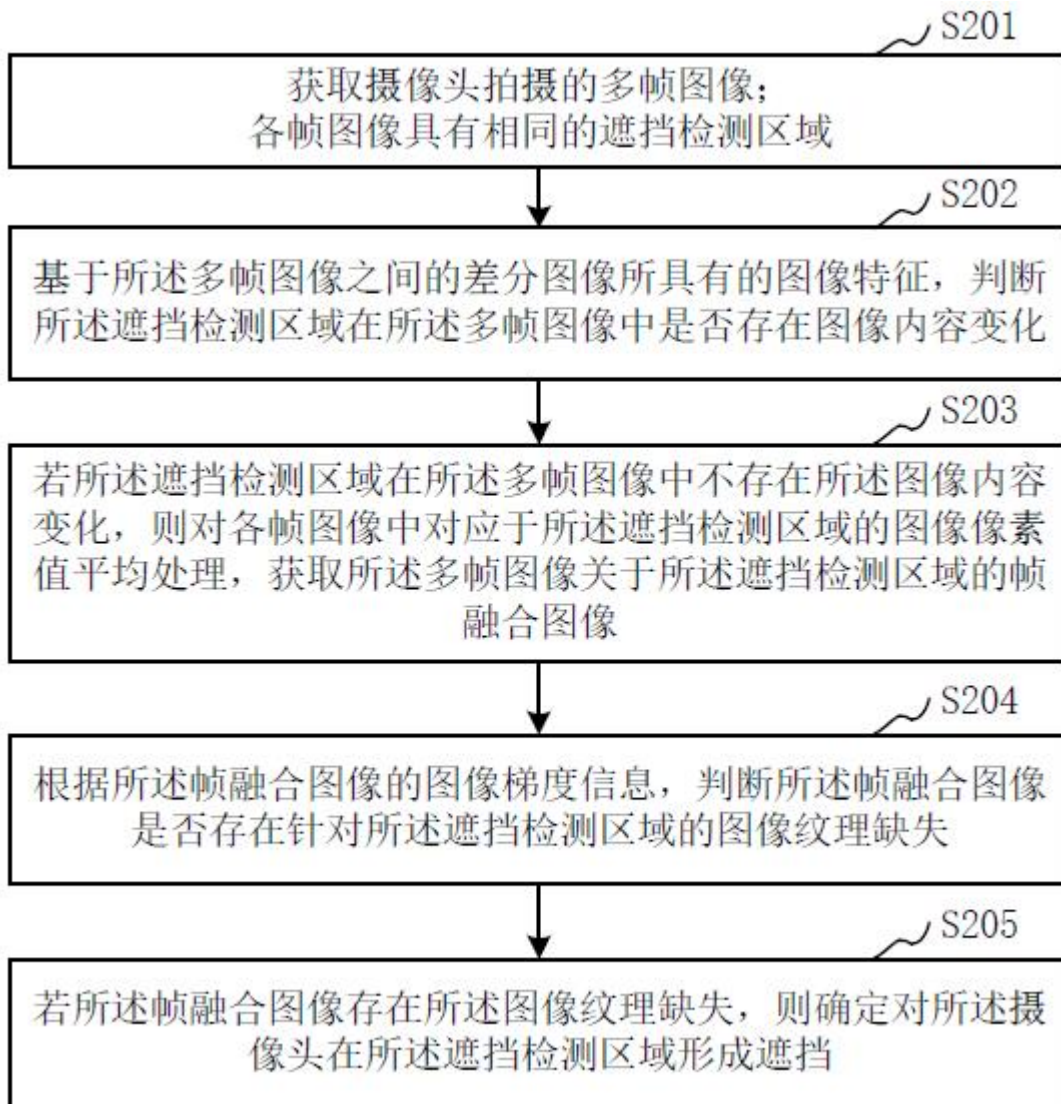 S201
获取摄像头拍摄的多帧图像；
各帧图像具有相同的遮挡检测区域
S202
基于所述多帧图像之间的差分图像所具有的图像特征，判断
所述遮挡检测区域在所述多帧图像中是否存在图像内容变化
S203
若所述遮挡检测区域在所述多帧图像中不存在所述图像内容
变化，则对各帧图像中对应于所述遮挡检测区域的图像像素
值平均处理，获取所述多帧图像关于所述遮挡检测区域的帧
融合图像
S204
根据所述帧融合图像的图像梯度信息，判断所述帧融合图像
是否存在针对所述遮挡检测区域的图像纹理缺失
S205
若所述帧融合图像存在所述图像纹理缺失，则确定对所述摄
像头在所述遮挡检测区域形成遮挡